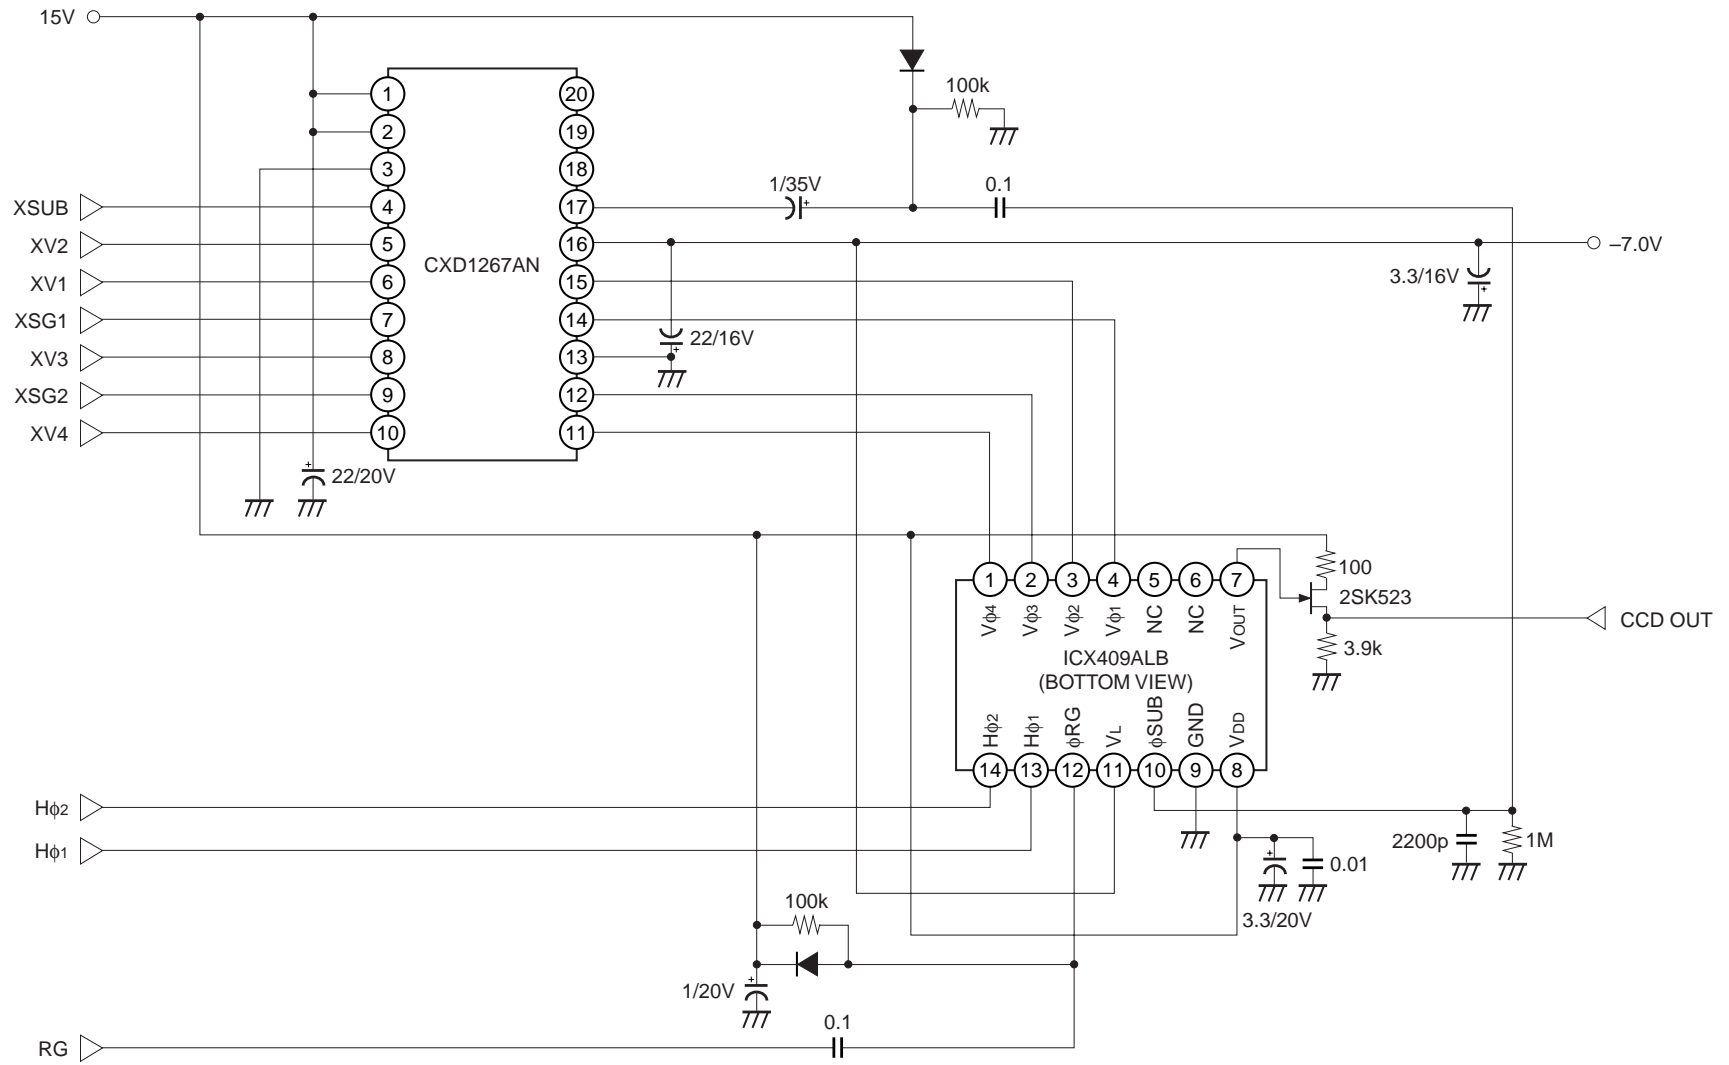 15V
100k
1/35V
0.1
–7.0V
3.3/16V
XSUB
XV2
XV1
XSG1
XV3
XSG2
XV4
1
2
3
4
5
6
7
8
9
10
20
19
18
17
16
15
14
13
12
11
CXD1267AN
22/16V
+
22/20V
+
+
+
1
2
3
4
5
6
7
Vϕ4
Vϕ3
Vϕ2
Vϕ1
NC
NC
VOUT
ICX409ALB
(BOTTOM VIEW)
Hϕ2
Hϕ1
ϕRG
VL
ϕSUB
GND
VDD
14
13
12
11
10
9
8
100
2SK523
3.9k
CCD OUT
Hϕ2
Hϕ1
2200p
1M
+
0.01
3.3/20V
100k
+
1/20V
0.1
RG